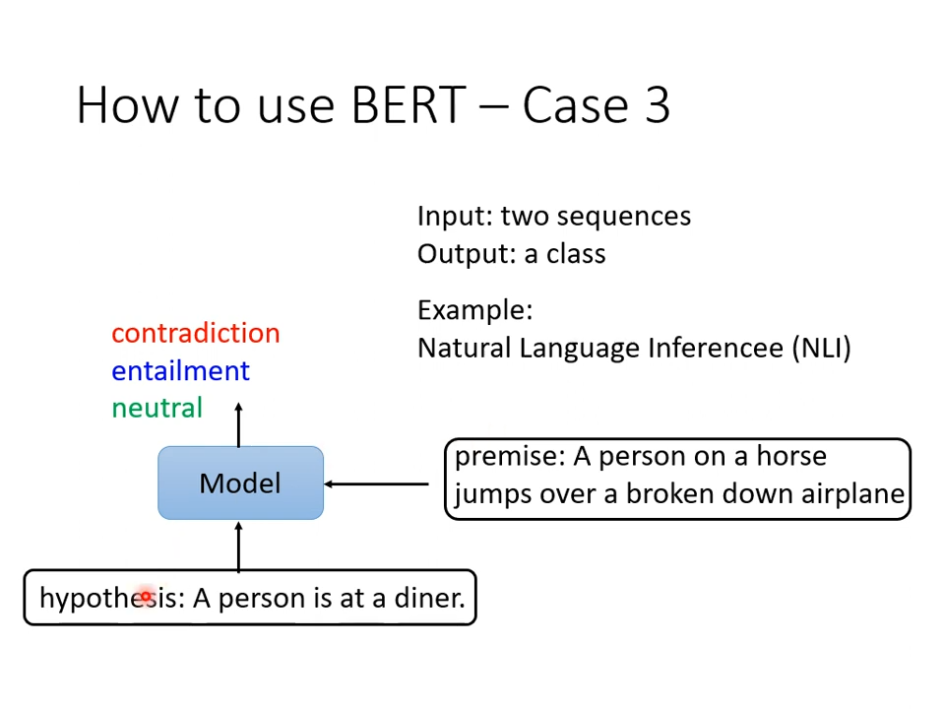 How to use BERT – Case 3
Input: two sequences
Output: a class
Example:
Natural Language Inferencee (NLI)
contradiction
entailment
neutral
Model
premise: A person on a horse
jumps over a broken down airplane
hypothesis: A person is at a diner.